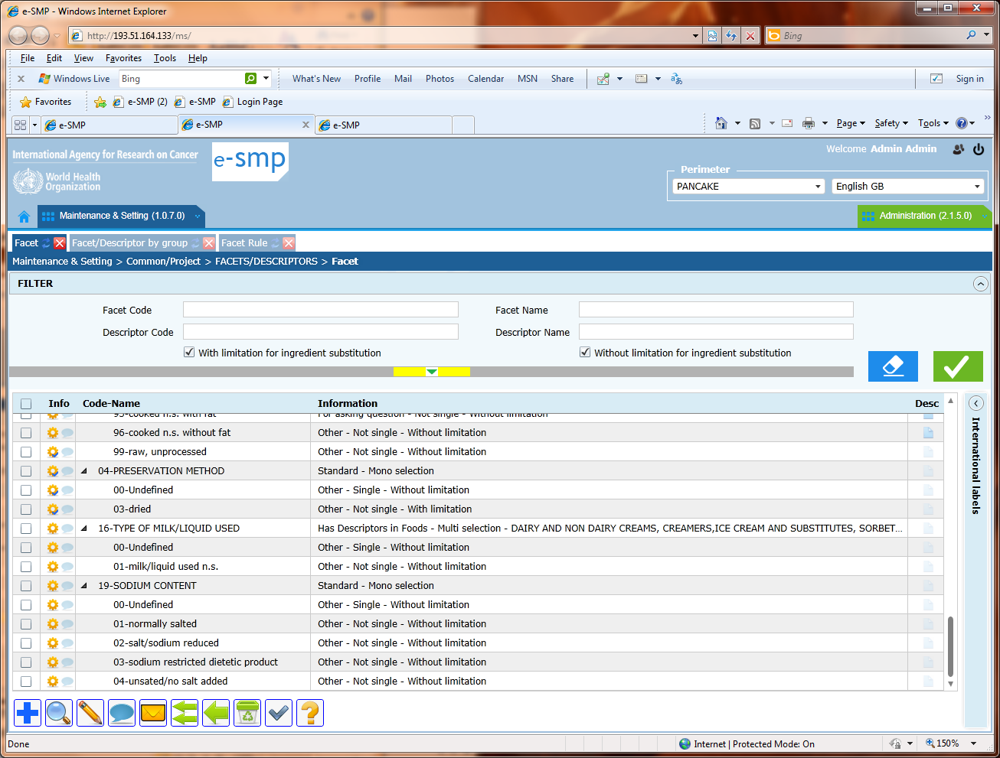 e-SMP - Windows Internet Explorer
http://193.51.164.133/ms/
Bing
File Edit View Favorites Tools Help
Windows Live Bing What's New Profile Mail Photos Calendar MSN Share Sign in
Favorites e-SMP (2) e-SMP Login Page
e-SMP e-SMP e-SMP Page Safety Tools
International Agency for Research on Cancer
World Health
Organization
e-smp
Welcome Admin Admin
Perimeter
PANCAKE English GB
Maintenance & Setting (1.0.7.0) Administration (2.1.5.0)
Facet Facet/Descriptor by group Facet Rule
Maintenance & Setting > Common/Project > FACETS/DESCRIPTORS > Facet
FILTER
Facet Code Facet Name
Descriptor Code Descriptor Name
With limitation for ingredient substitution Without limitation for ingredient substitution
Info Code-Name Information Desc
95-cooked n.s. with fat For asking question - Not single - Without limitation
96-cooked n.s. without fat Other - Not single - Without limitation
99-raw, unprocessed Other - Not single - Without limitation
04-PRESERVATION METHOD Standard - Mono selection
00-Undefined Other - Single - Without limitation
03-dried Other - Not single - With limitation
16-TYPE OF MILK/LIQUID USED Has Descriptors in Foods - Multi selection - DAIRY AND NON DAIRY CREAMS, CREAMERS,ICE CREAM AND SUBSTITUTES, SORBET...
00-Undefined Other - Single - Without limitation
01-milk/liquid used n.s. Other - Not single - Without limitation
19-SODIUM CONTENT Standard - Mono selection
00-Undefined Other - Single - Without limitation
01-normally salted Other - Not single - Without limitation
02-salt/sodium reduced Other - Not single - Without limitation
03-sodium restricted dietetic product Other - Not single - Without limitation
04-unsated/no salt added Other - Not single - Without limitation
International labels
Done Internet | Protected Mode: On 150%